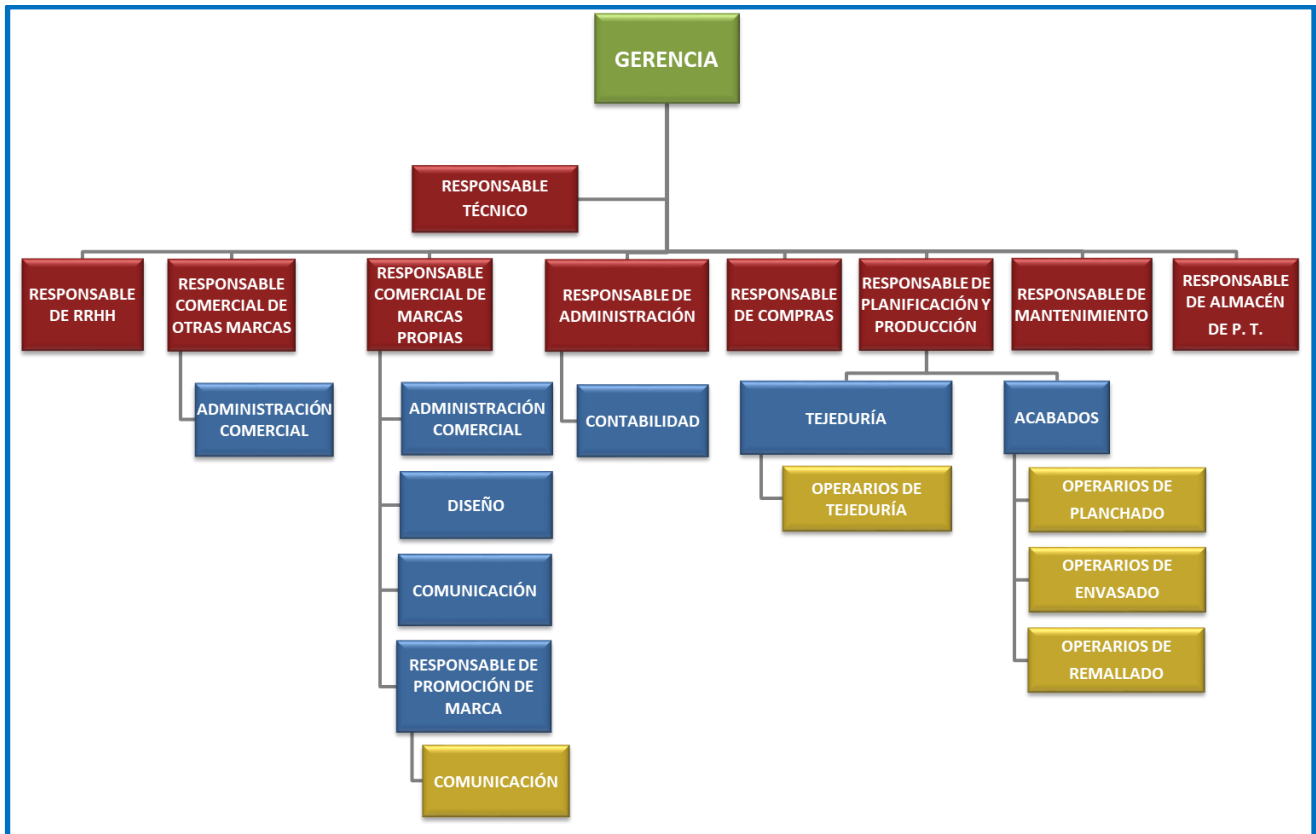 GERENCIA
RESPONSABLE
TÉCNICO
RESPONSABLE
DE RRHH
RESPONSABLE
COMERCIAL DE
OTRAS MARCAS
RESPONSABLE
COMERCIAL DE
MARCAS
PROPIAS
RESPONSABLE DE
ADMINISTRACIÓN
RESPONSABLE
DE COMPRAS
RESPONSABLE
DE
PLANIFICACIÓN Y
PRODUCCIÓN
RESPONSABLE DE
MANTENIMIENTO
RESPONSABLE
DE ALMACÉN
DE P. T.
ADMINISTRACIÓN
COMERCIAL
ADMINISTRACIÓN
COMERCIAL
DISEÑO
COMUNICACIÓN
RESPONSABLE DE
PROMOCIÓN DE
MARCA
COMUNICACIÓN
CONTABILIDAD
TEJEDURÍA
OPERARIOS DE
TEJEDURÍA
ACABADOS
OPERARIOS DE
PLANCHADO
OPERARIOS DE
ENVASADO
OPERARIOS DE
REMALLADO